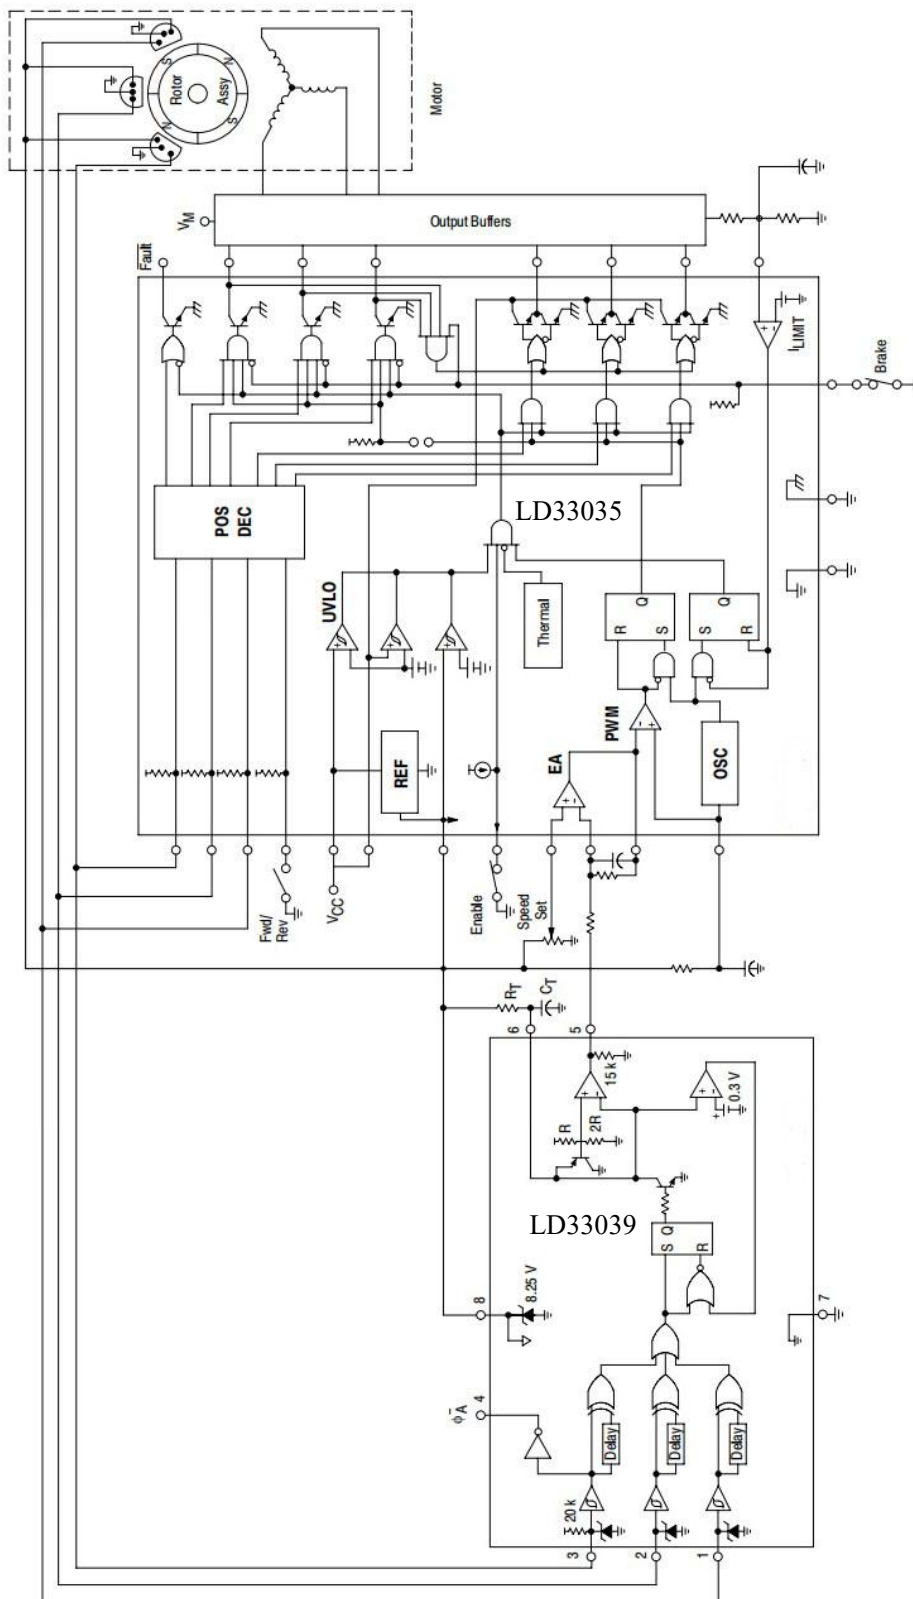 S
N
Rotor
Assy
N
S
Motor
VM
Output Buffers
Fault
ILIMIT
Brake
POS
DEC
LD33035
UVLO
Thermal
R
Q
S
Q
S
R
PWM
EA
REF
OSC
Fwd/
Rev
VCC
Enable
Speed
Set
RT
CT
6
5
15 k
R
2R
+ 0.3 V
LD33039
S
Q
R
8
8.25 V
7
4
ϕ̄A
Delay
Delay
Delay
20 k
3
2
1